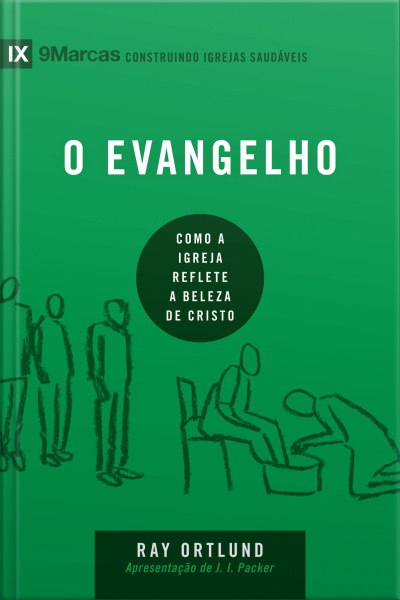 IX 9Marcas CONSTRUINDO IGREJAS SAUDÁVEIS
O EVANGELHO
COMO A
IGREJA
REFLETE
A BELEZA
DE CRISTO
RAY ORTLUND
Apresentação de J. I. Packer